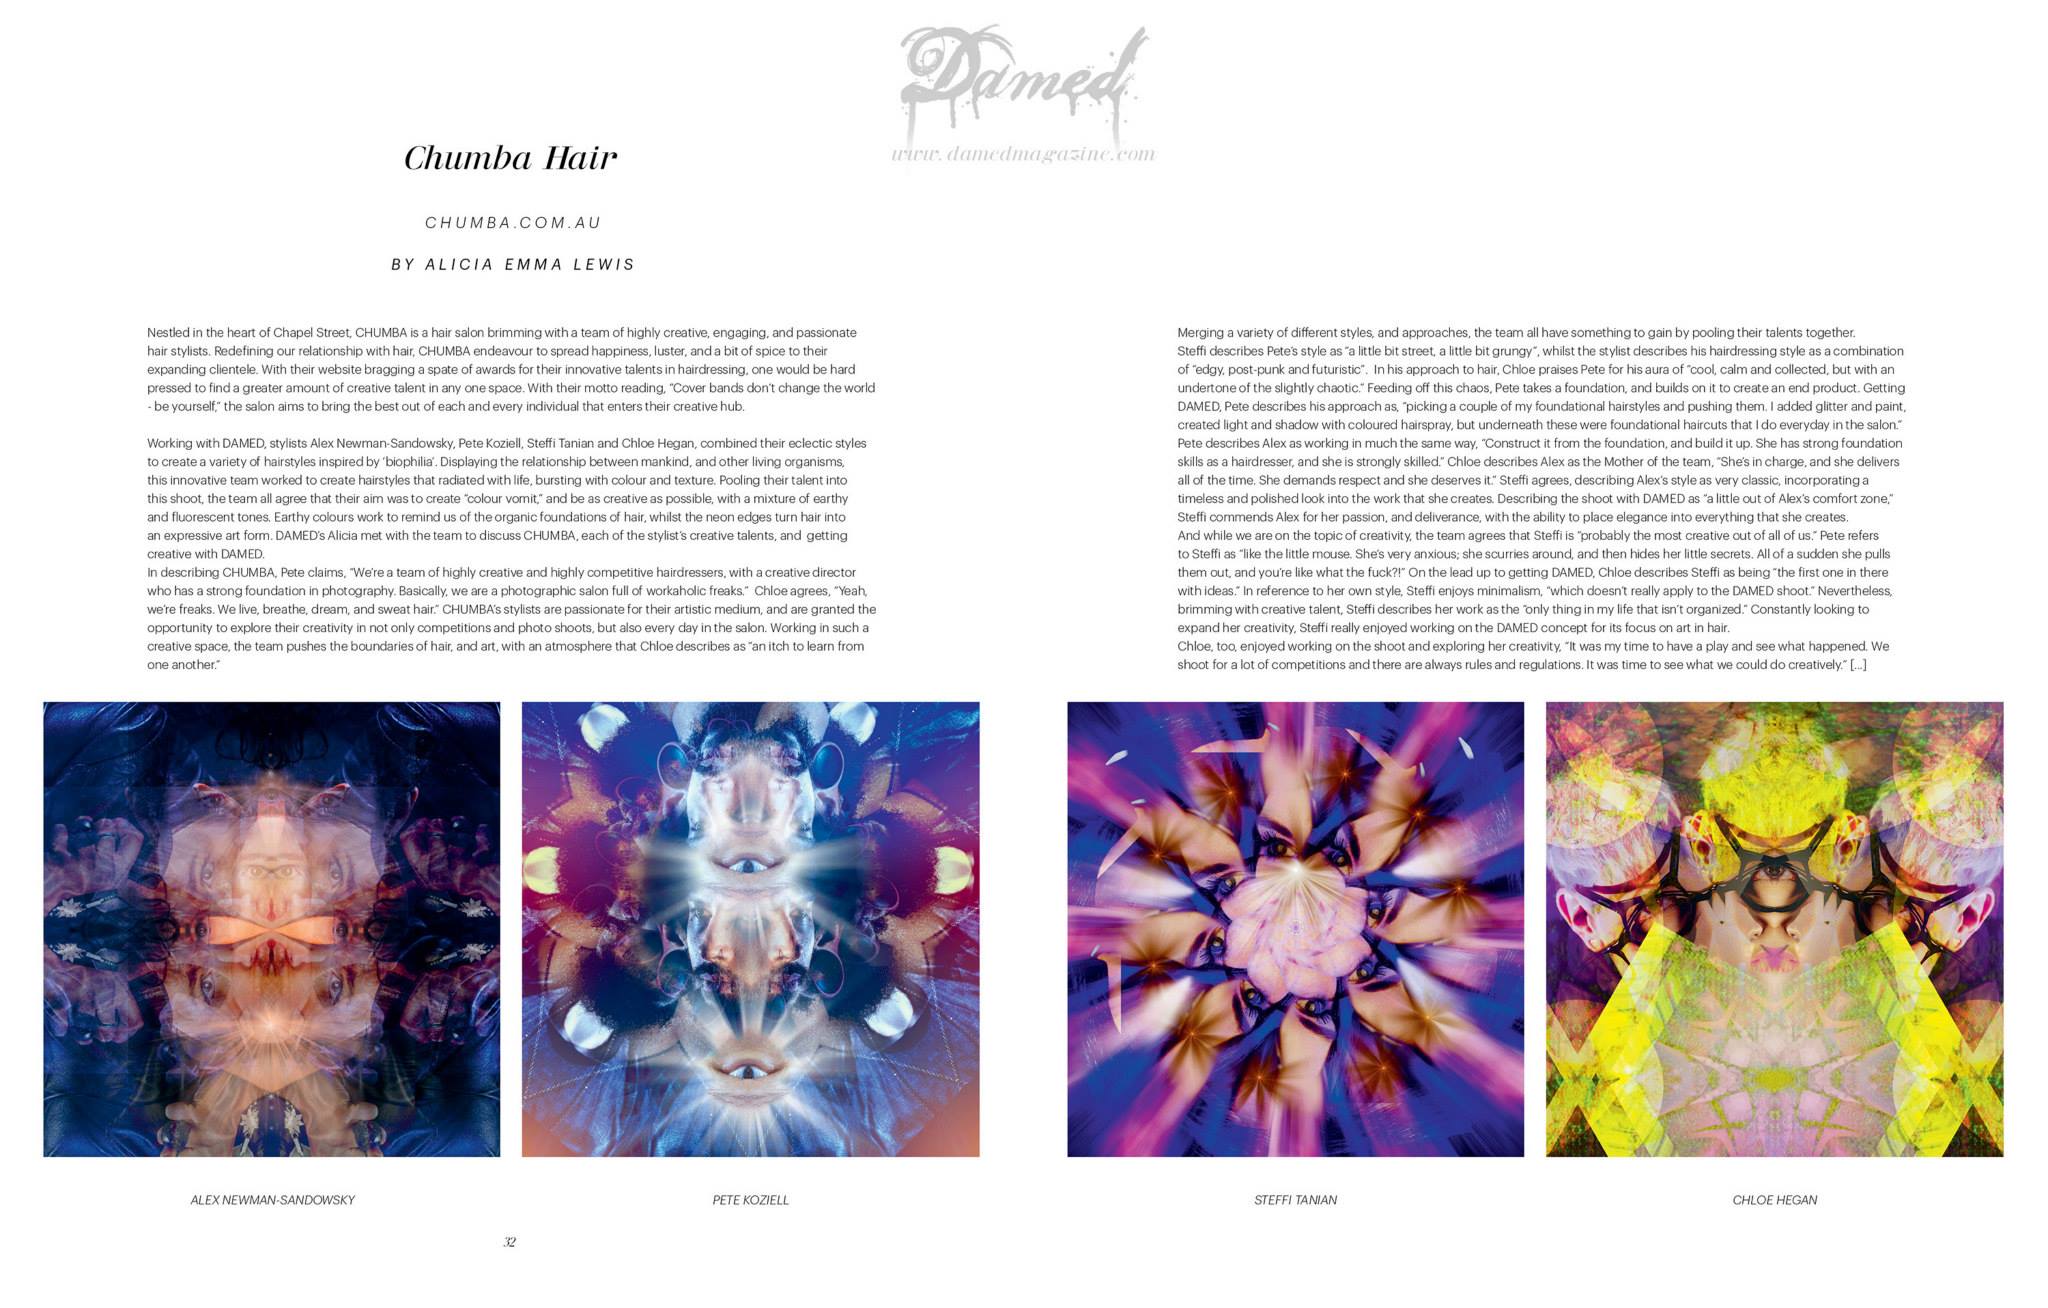 Damed
www.damedmagazine.com
Chumba Hair
CHUMBA.COM.AU
BY ALICIA EMMA LEWIS
Nestled in the heart of Chapel Street, CHUMBA is a hair salon brimming with a team of highly creative, engaging, and passionate
hair stylists. Redefining our relationship with hair, CHUMBA endeavour to spread happiness, luster, and a bit of spice to their
expanding clientele. With their website bragging a spate of awards for their innovative talents in hairdressing, one would be hard
pressed to find a greater amount of creative talent in any one space. With their motto reading, “Cover bands don’t change the world
- be yourself,” the salon aims to bring the best out of each and every individual that enters their creative hub.
Working with DAMED, stylists Alex Newman-Sandowsky, Pete Koziell, Steffi Tanian and Chloe Hegan, combined their eclectic styles
to create a variety of hairstyles inspired by ‘biophilia’. Displaying the relationship between mankind, and other living organisms,
this innovative team worked to create hairstyles that radiated with life, bursting with colour and texture. Pooling their talent into
this shoot, the team all agree that their aim was to create “colour vomit,” and be as creative as possible, with a mixture of earthy
and fluorescent tones. Earthy colours work to remind us of the organic foundations of hair, whilst the neon edges turn hair into
an expressive art form. DAMED’s Alicia met with the team to discuss CHUMBA, each of the stylist’s creative talents, and getting
creative with DAMED.
In describing CHUMBA, Pete claims, “We’re a team of highly creative and highly competitive hairdressers, with a creative director
who has a strong foundation in photography. Basically, we are a photographic salon full of workaholic freaks.” Chloe agrees, “Yeah,
we’re freaks. We live, breathe, dream, and sweat hair.” CHUMBA’s stylists are passionate for their artistic medium, and are granted the
opportunity to explore their creativity in not only competitions and photo shoots, but also every day in the salon. Working in such a
creative space, the team pushes the boundaries of hair, and art, with an atmosphere that Chloe describes as “an itch to learn from
one another.”
Merging a variety of different styles, and approaches, the team all have something to gain by pooling their talents together.
Steffi describes Pete’s style as “a little bit street, a little bit grungy”, whilst the stylist describes his hairdressing style as a combination
of “edgy, post-punk and futuristic”. In his approach to hair, Chloe praises Pete for his aura of “cool, calm and collected, but with an
undertone of the slightly chaotic.” Feeding off this chaos, Pete takes a foundation, and builds on it to create an end product. Getting
DAMED, Pete describes his approach as, “picking a couple of my foundational hairstyles and pushing them. I added glitter and paint,
created light and shadow with coloured hairspray, but underneath these were foundational haircuts that I do everyday in the salon.”
Pete describes Alex as working in much the same way, “Construct it from the foundation, and build it up. She has strong foundation
skills as a hairdresser, and she is strongly skilled.” Chloe describes Alex as the Mother of the team, “She’s in charge, and she delivers
all of the time. She demands respect and she deserves it.” Steffi agrees, describing Alex’s style as very classic, incorporating a
timeless and polished look into the work that she creates. Describing the shoot with DAMED as “a little out of Alex’s comfort zone,”
Steffi commends Alex for her passion, and deliverance, with the ability to place elegance into everything that she creates.
And while we are on the topic of creativity, the team agrees that Steffi is “probably the most creative out of all of us.” Pete refers
to Steffi as “like the little mouse. She’s very anxious; she scurries around, and then hides her little secrets. All of a sudden she pulls
them out, and you’re like what the fuck?!” On the lead up to getting DAMED, Chloe describes Steffi as being “the first one in there
with ideas.” In reference to her own style, Steffi enjoys minimalism, “which doesn’t really apply to the DAMED shoot.” Nevertheless,
brimming with creative talent, Steffi describes her work as the “only thing in my life that isn’t organized.” Constantly looking to
expand her creativity, Steffi really enjoyed working on the DAMED concept for its focus on art in hair.
Chloe, too, enjoyed working on the shoot and exploring her creativity, “It was my time to have a play and see what happened. We
shoot for a lot of competitions and there are always rules and regulations. It was time to see what we could do creatively.” [...]
ALEX NEWMAN-SANDOWSKY
PETE KOZIELL
STEFFI TANIAN
CHLOE HEGAN
32